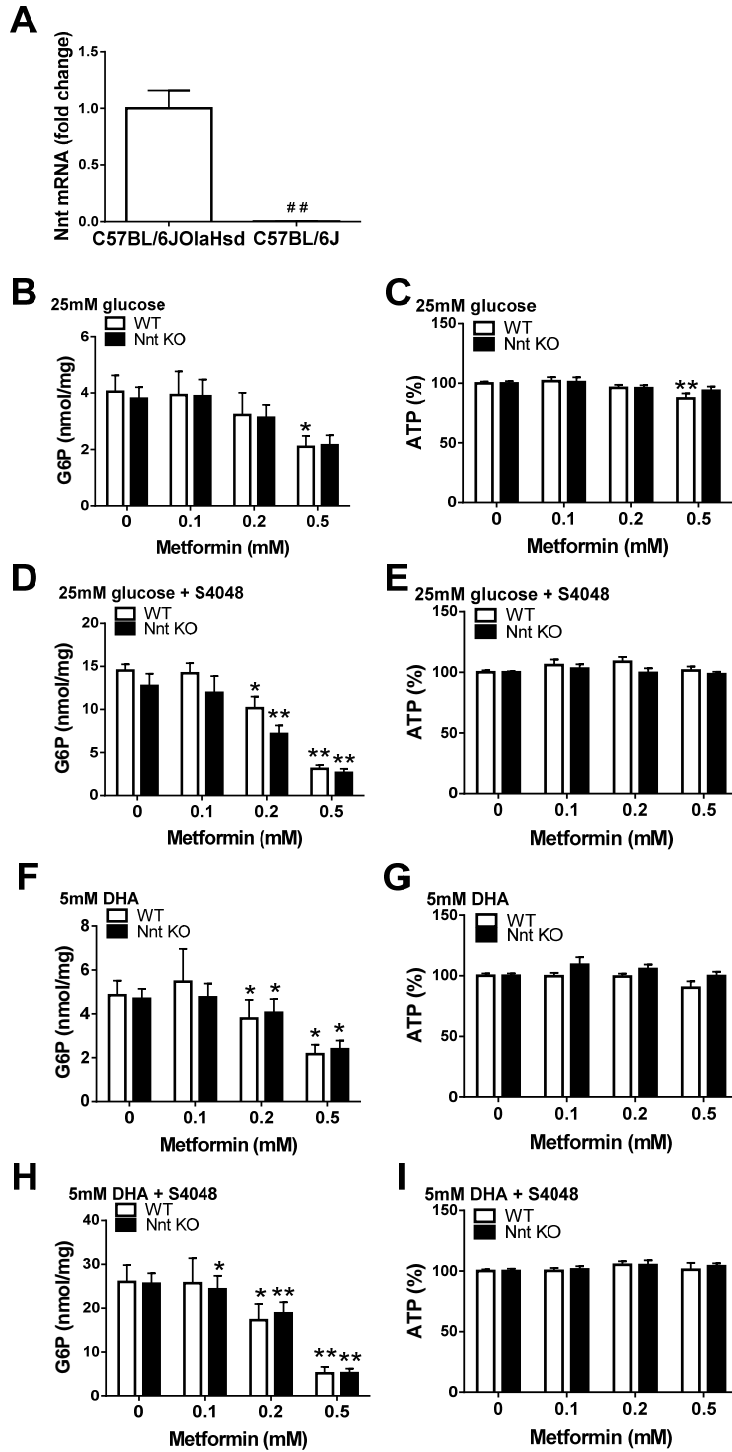 A
Nnt mRNA (fold change)
1.5
1.0
0.5
0.0
##
C57BL/6JOlaHsd C57BL/6J
B
25mM glucose
WT
Nnt KO
G6P (nmol/mg)
6
4
2
0
*
0 0.1 0.2 0.5
Metformin (mM)
C
25mM glucose
WT
Nnt KO
ATP (%)
150
100
50
0
**
0 0.1 0.2 0.5
Metformin (mM)
D
25mM glucose + S4048
WT
Nnt KO
G6P (nmol/mg)
20
15
10
5
0
* ** ** **
0 0.1 0.2 0.5
Metformin (mM)
E
25mM glucose + S4048
WT
Nnt KO
ATP (%)
150
100
50
0
0 0.1 0.2 0.5
Metformin (mM)
F
5mM DHA
WT
Nnt KO
G6P (nmol/mg)
8
6
4
2
0
* * * *
0 0.1 0.2 0.5
Metformin (mM)
G
5mM DHA
WT
Nnt KO
ATP (%)
150
100
50
0
0 0.1 0.2 0.5
Metformin (mM)
H
5mM DHA + S4048
WT
Nnt KO
G6P (nmol/mg)
40
30
20
10
0
* * ** ** **
0 0.1 0.2 0.5
Metformin (mM)
I
5mM DHA + S4048
WT
Nnt KO
ATP (%)
150
100
50
0
0 0.1 0.2 0.5
Metformin (mM)